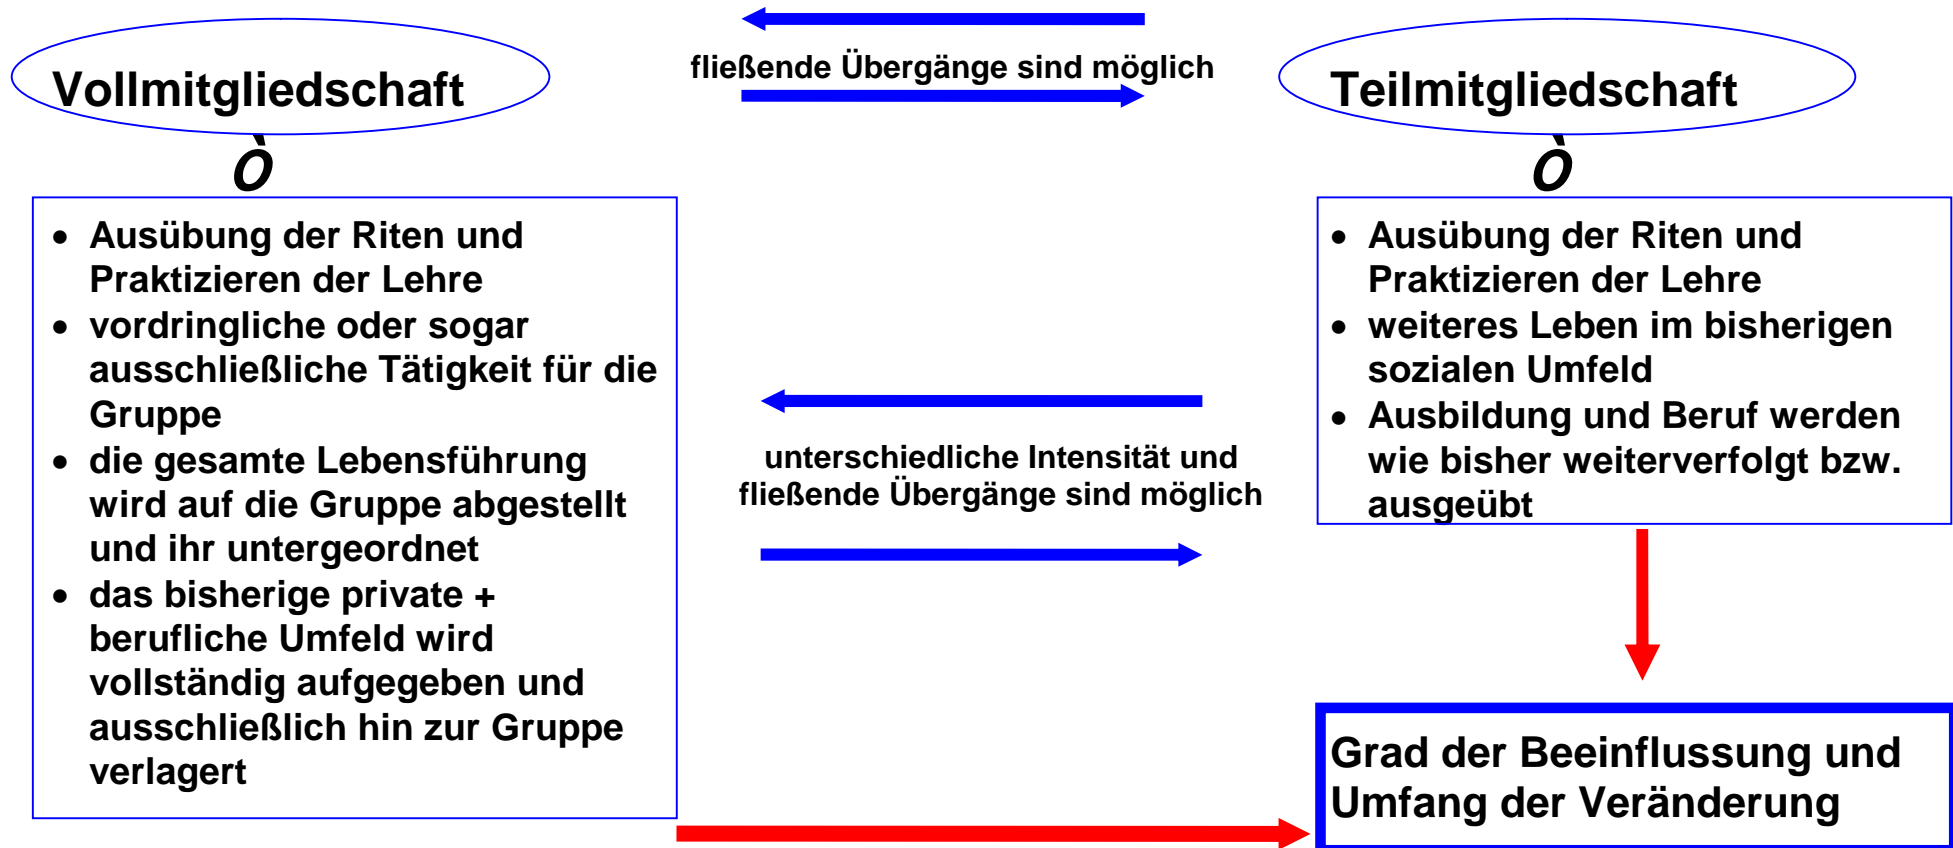 fließende Übergänge sind möglich
Vollmitgliedschaft
Ò
• Ausübung der Riten und
Praktizieren der Lehre
• vordringliche oder sogar
ausschließliche Tätigkeit für die
Gruppe
• die gesamte Lebensführung
wird auf die Gruppe abgestellt
und ihr untergeordnet
• das bisherige private +
berufliche Umfeld wird
vollständig aufgegeben und
ausschließlich hin zur Gruppe
verlagert
unterschiedliche Intensität und
fließende Übergänge sind möglich
Teilmitgliedschaft
Ò
• Ausübung der Riten und
Praktizieren der Lehre
• weiteres Leben im bisherigen
sozialen Umfeld
• Ausbildung und Beruf werden
wie bisher weiterverfolgt bzw.
ausgeübt
Grad der Beeinflussung und
Umfang der Veränderung